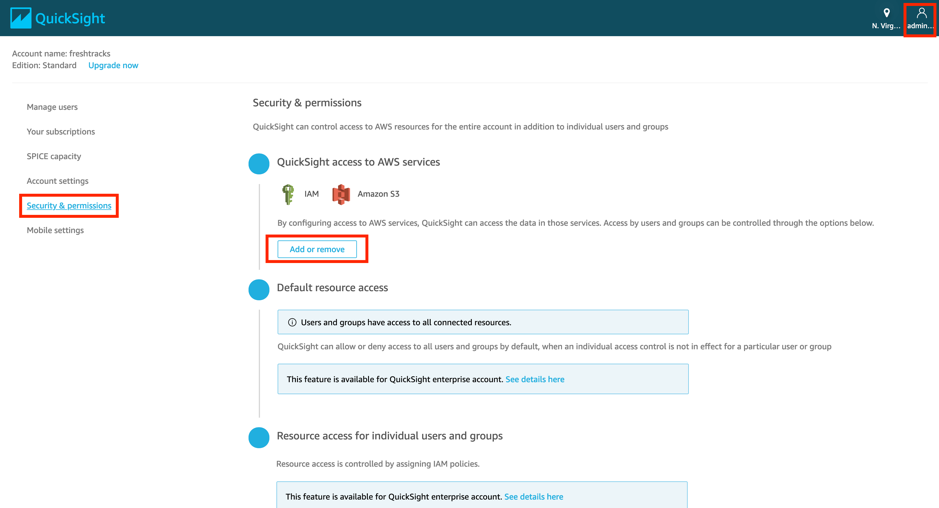 QuickSight
N. Virg...
admin...
Account name: freshtracks
Edition: Standard Upgrade now
Manage users
Your subscriptions
SPICE capacity
Account settings
Security & permissions
Mobile settings
Security & permissions
QuickSight can control access to AWS resources for the entire account in addition to individual users and groups
QuickSight access to AWS services
IAM Amazon S3
By configuring access to AWS services, QuickSight can access the data in those services. Access by users and groups can be controlled through the options below.
Add or remove
Default resource access
Users and groups have access to all connected resources.
QuickSight can allow or deny access to all users and groups by default, when an individual access control is not in effect for a particular user or group
This feature is available for QuickSight enterprise account. See details here
Resource access for individual users and groups
Resource access is controlled by assigning IAM policies.
This feature is available for QuickSight enterprise account. See details here